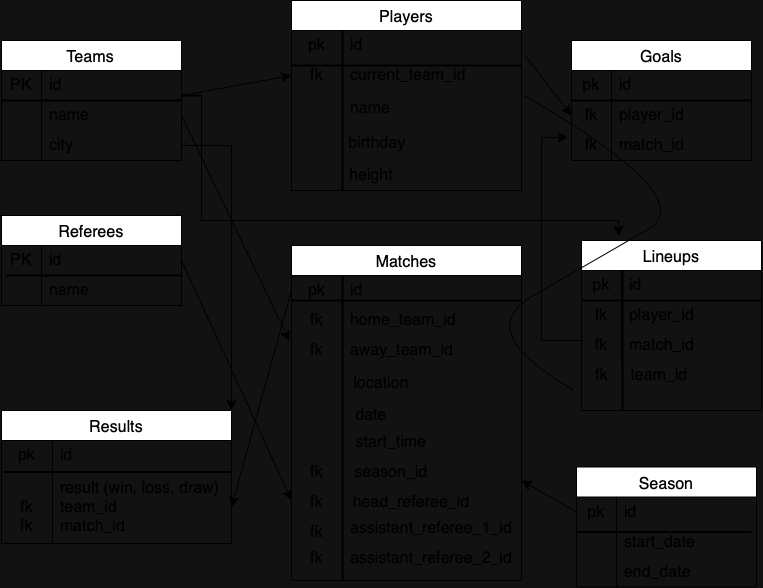 Teams
PK id
name
city
Players
pk id
fk current_team_id
name
birthday
height
Goals
pk id
fk player_id
fk match_id
Referees
PK id
name
Matches
pk id
fk home_team_id
fk away_team_id
location
date
start_time
fk season_id
fk head_referee_id
fk assistant_referee_1_id
fk assistant_referee_2_id
Lineups
pk id
fk player_id
fk match_id
fk team_id
Results
pk id
result (win, loss, draw)
fk team_id
fk match_id
Season
pk id
start_date
end_date